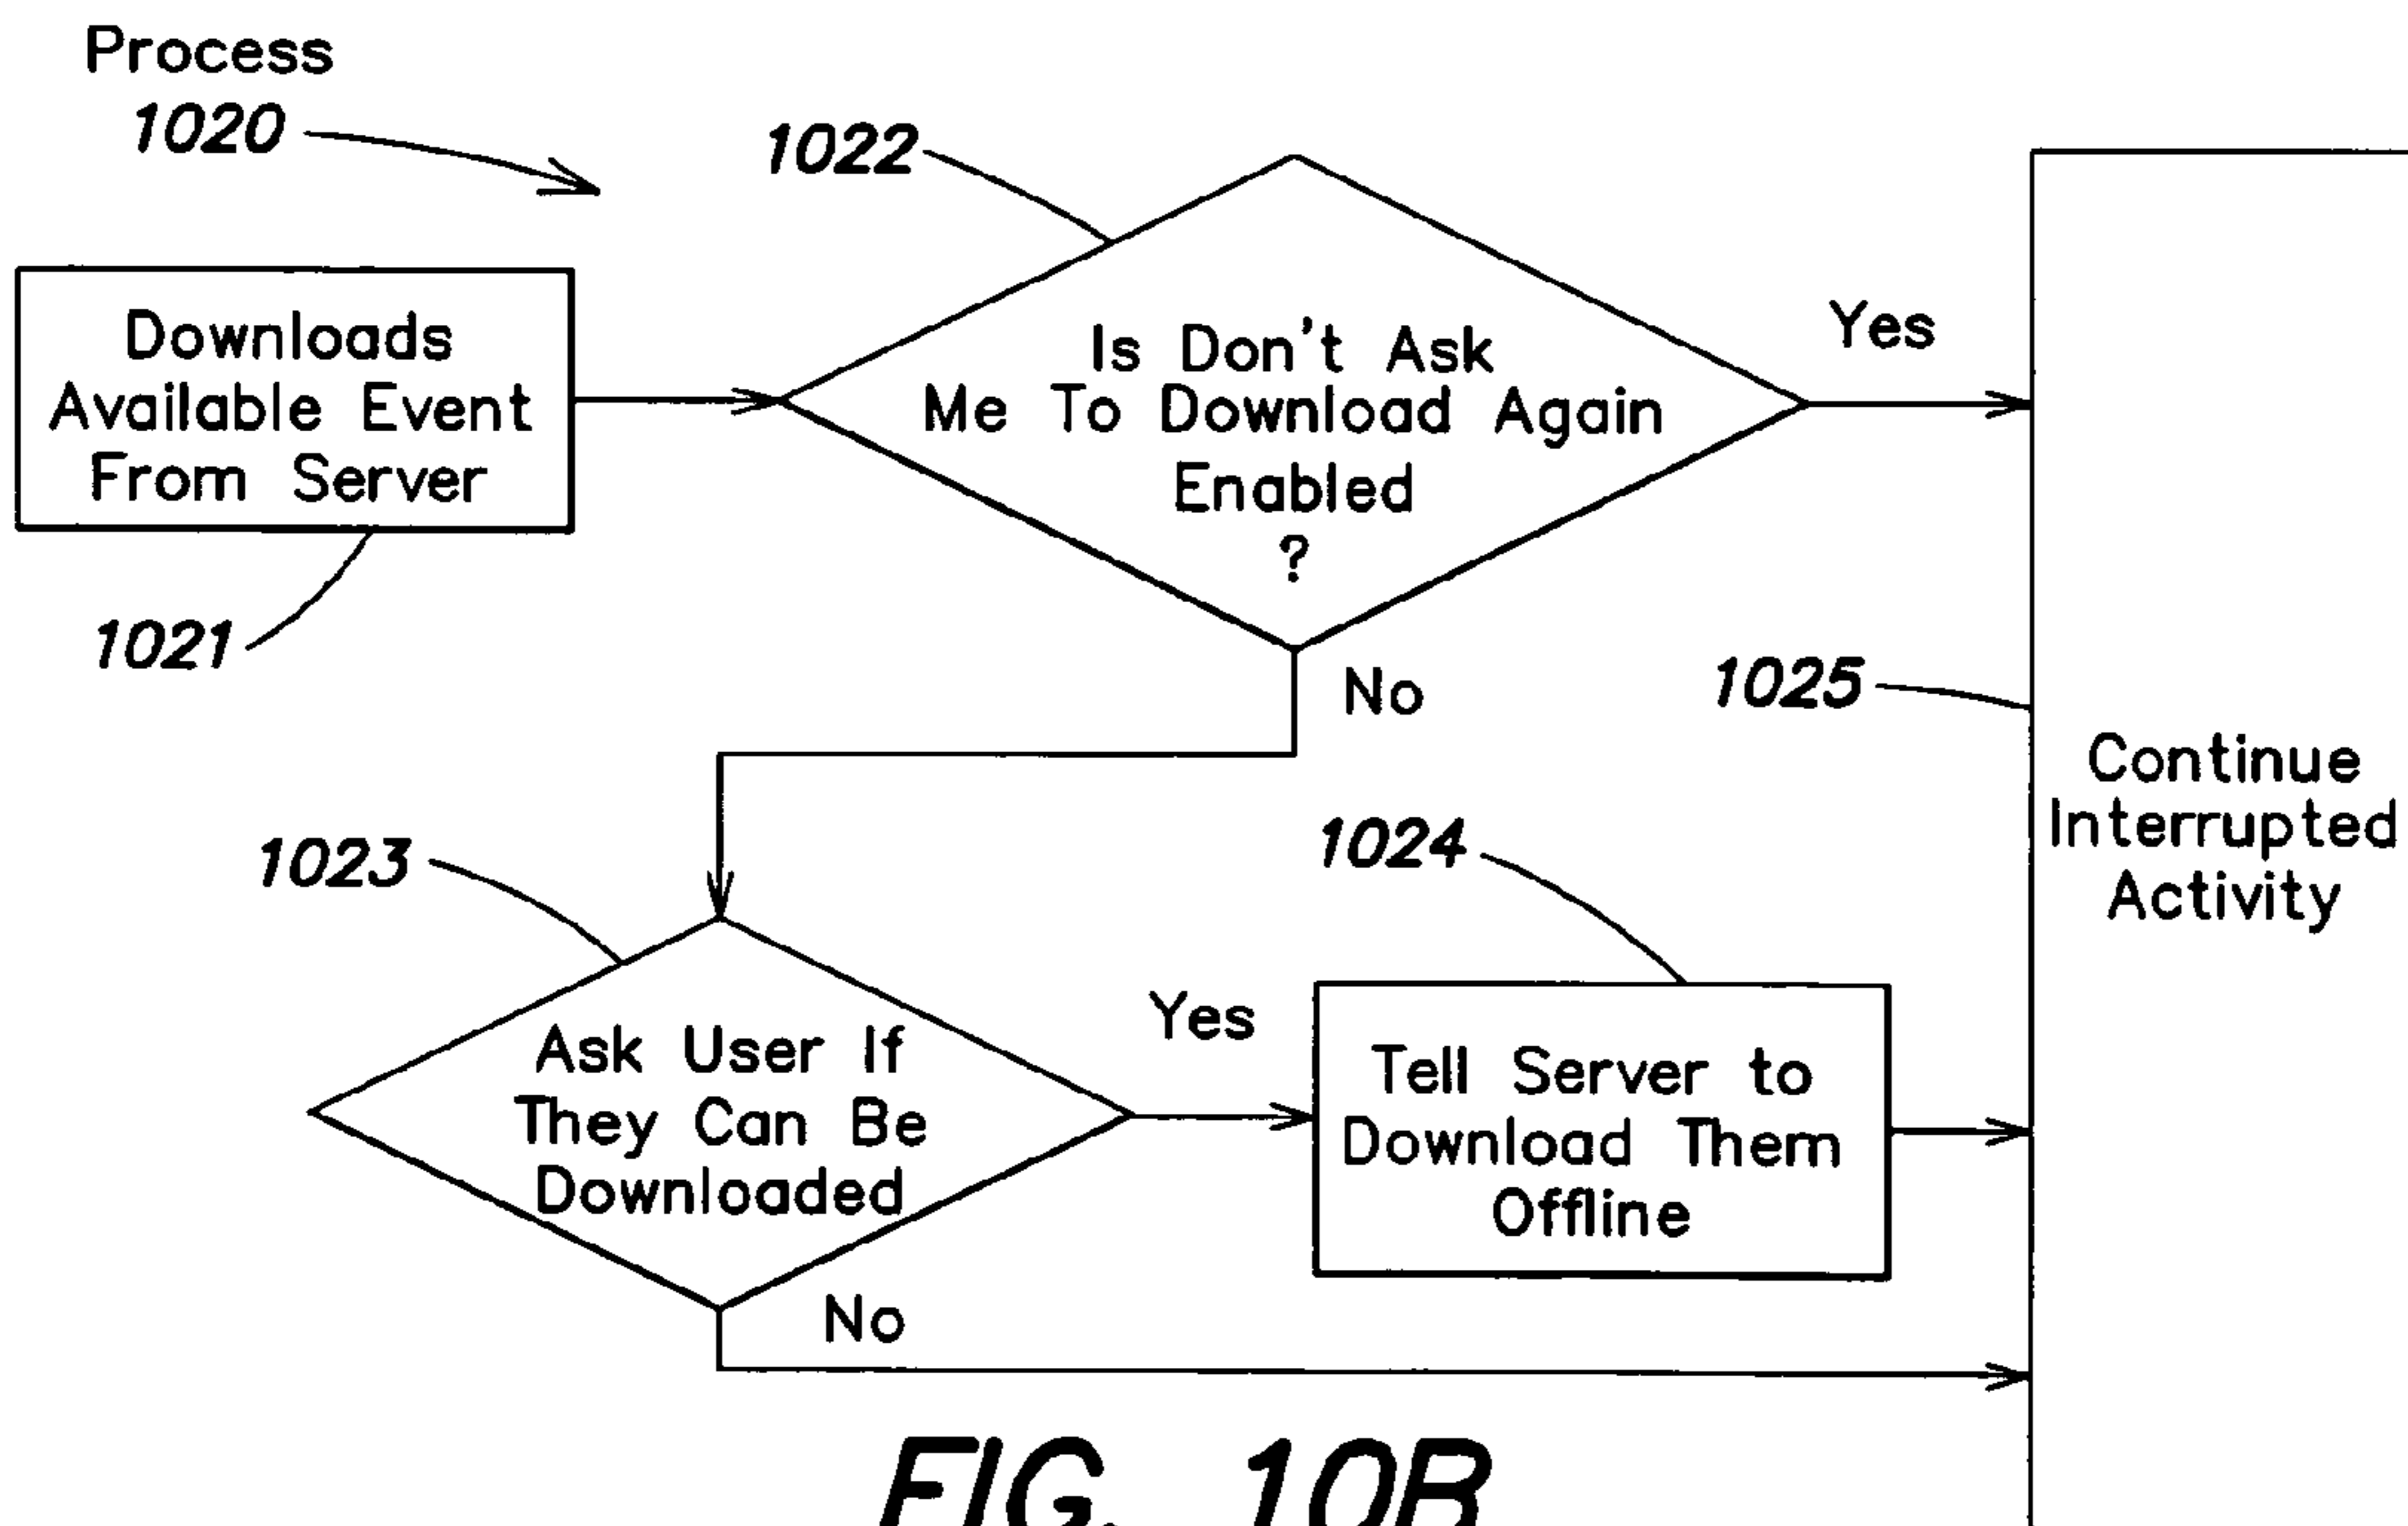 Process
1020
1022
Downloads
Available Event
From Server
1021
Is Don't Ask
Me To Download Again
Enabled
?
Yes
No
1025
Continue
Interrupted
Activity
1023
Ask User If
They Can Be
Downloaded
Yes
No
1024
Tell Server to
Download Them
Offline
FIG. 10B